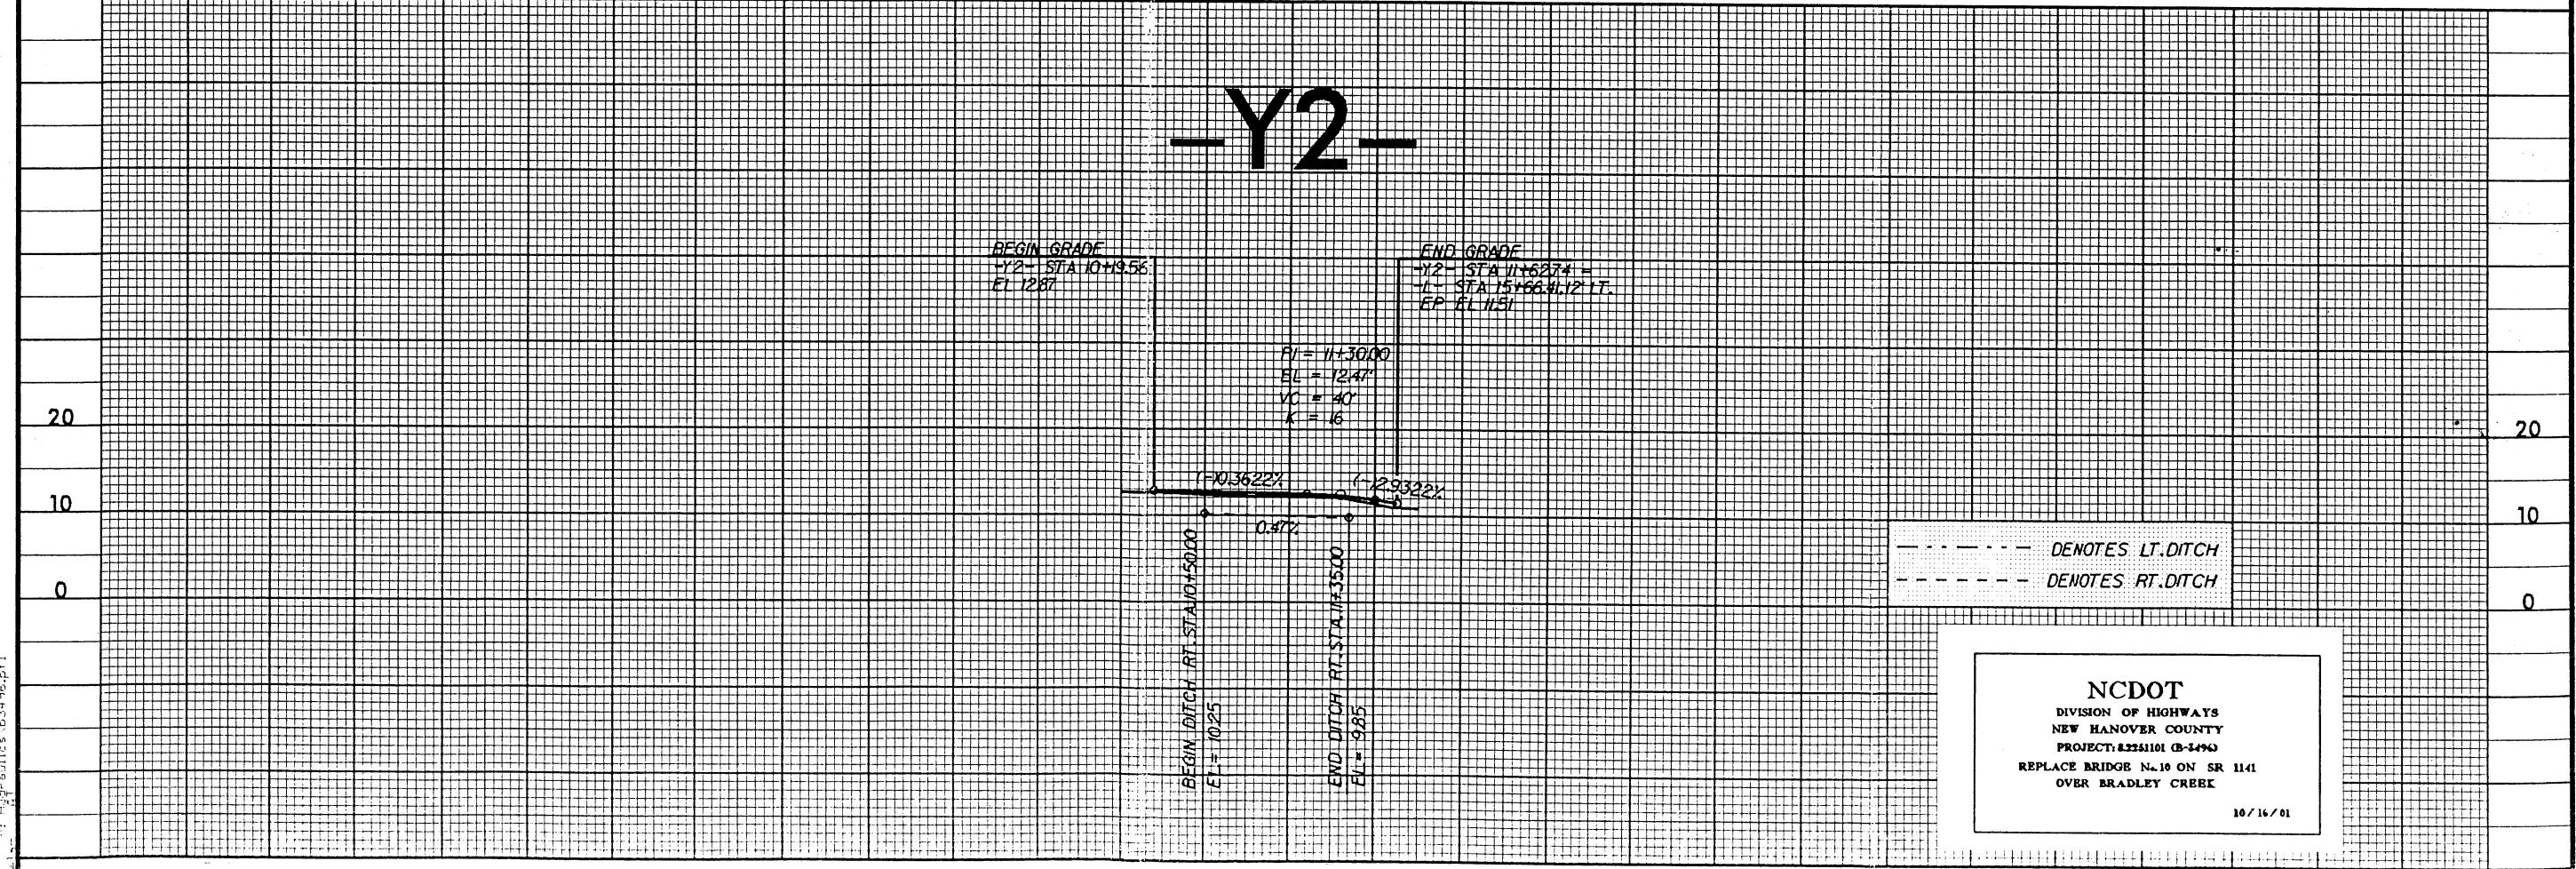 -Y2-
BEGIN GRADE
-Y2- STA 10+19.56
EL 12.87
END GRADE
-Y2- STA 11+62.74 =
-L- STA 15+66.41, 12' LT.
EP EL 11.51
PI = 11+30.00
EL = 12.47'
VC = 40'
K = 16
20
20
(-)0.3622%
(-)2.9322%
10
10
0.47%
0
0
BEGIN DITCH RT. STA. 10+50.00
EL = 10.25
END DITCH RT. STA. 11+35.00
EL = 9.85
DENOTES LT. DITCH
DENOTES RT. DITCH
NCDOT
DIVISION OF HIGHWAYS
NEW HANOVER COUNTY
PROJECT: 8.2251101 (B-3496)
REPLACE BRIDGE No. 10 ON SR 1141
OVER BRADLEY CREEK
10 / 16 / 01